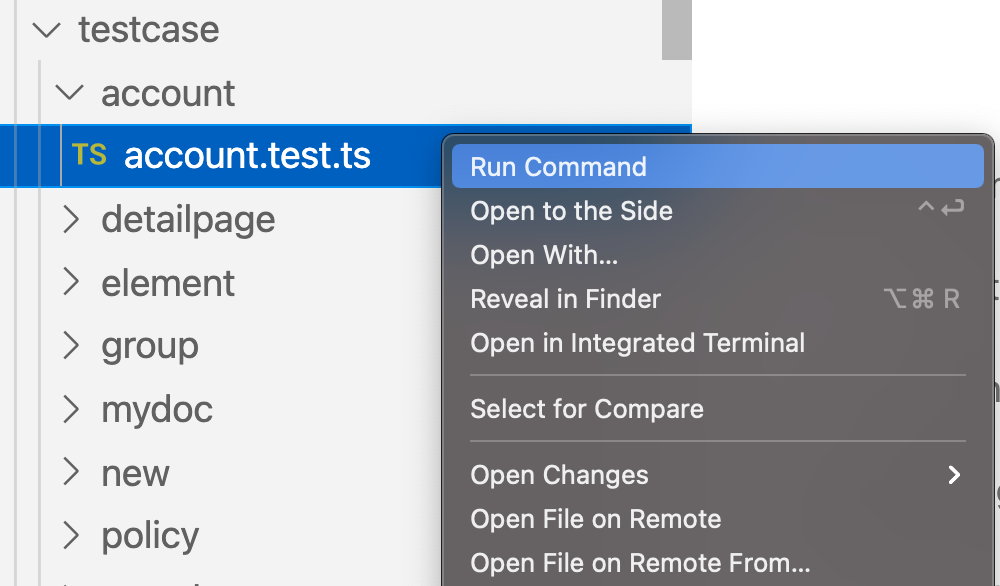 testcase
account
TS account.test.ts
detailpage
element
group
mydoc
new
policy
Run Command
Open to the Side ^↩
Open With...
Reveal in Finder ⌥⌘ R
Open in Integrated Terminal
Select for Compare
Open Changes
Open File on Remote
Open File on Remote From...